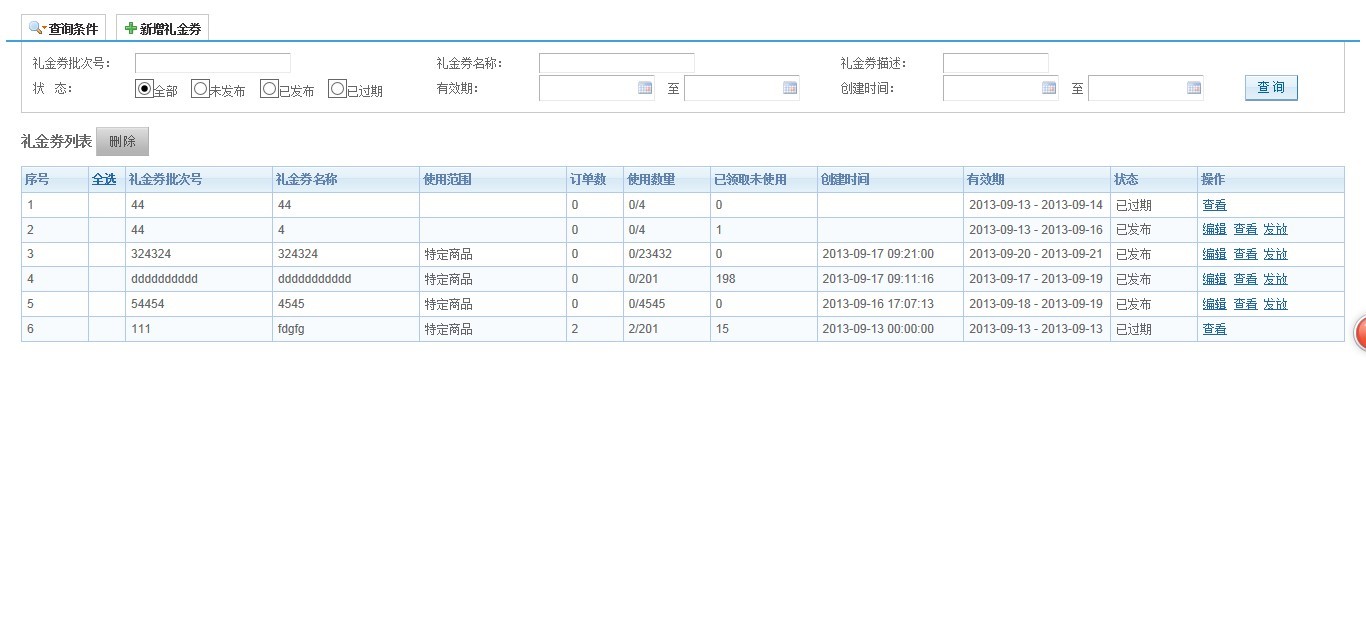 查询条件 新增礼金券
礼金券批次号: 礼金券名称: 礼金券描述:
状 态: 全部 未发布 已发布 已过期 有效期: 至 创建时间: 至 查 询
礼金券列表 删除
序号 全选 礼金券批次号 礼金券名称 使用范围 订单数 使用数量 已领取未使用 创建时间 有效期 状态 操作
1 44 44 0 0/4 0 2013-09-13 - 2013-09-14 已过期 查看
2 44 4 0 0/4 1 2013-09-13 - 2013-09-16 已发布 编辑 查看 发放
3 324324 324324 特定商品 0 0/23432 0 2013-09-17 09:21:00 2013-09-20 - 2013-09-21 已发布 编辑 查看 发放
4 dddddddddd ddddddddddd 特定商品 0 0/201 198 2013-09-17 09:11:16 2013-09-17 - 2013-09-19 已发布 编辑 查看 发放
5 54454 4545 特定商品 0 0/4545 0 2013-09-16 17:07:13 2013-09-18 - 2013-09-19 已发布 编辑 查看 发放
6 111 fdgfg 特定商品 2 2/201 15 2013-09-13 00:00:00 2013-09-13 - 2013-09-13 已过期 查看